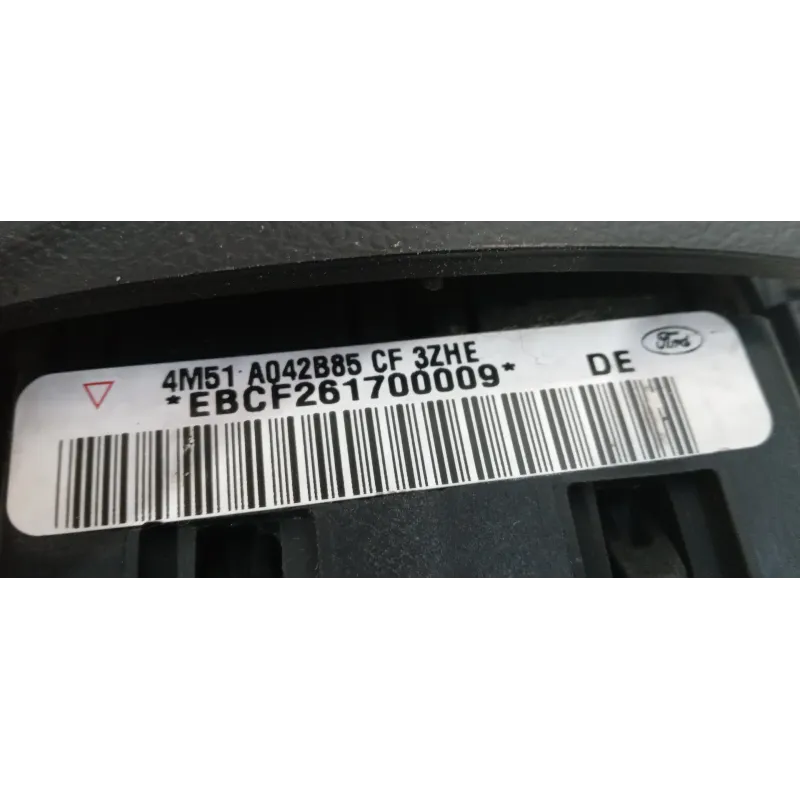 4M51 A042B85 CF 3ZHE
*EBCF261700009*
DE
Ford